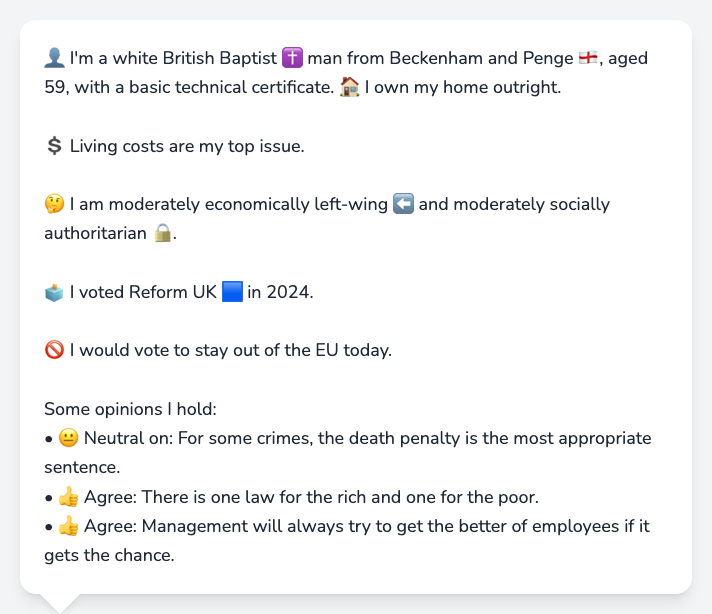 👤 I'm a white British Baptist ✝️ man from Beckenham and Penge 🏴󠁧󠁢󠁥󠁮󠁧󠁿, aged
59, with a basic technical certificate. 🏠 I own my home outright.
💲 Living costs are my top issue.
🤔 I am moderately economically left-wing ⬅️ and moderately socially
authoritarian 🔒.
🗳️ I voted Reform UK 🟦 in 2024.
🚫 I would vote to stay out of the EU today.
Some opinions I hold:
• 😐 Neutral on: For some crimes, the death penalty is the most appropriate
sentence.
• 👍 Agree: There is one law for the rich and one for the poor.
• 👍 Agree: Management will always try to get the better of employees if it
gets the chance.